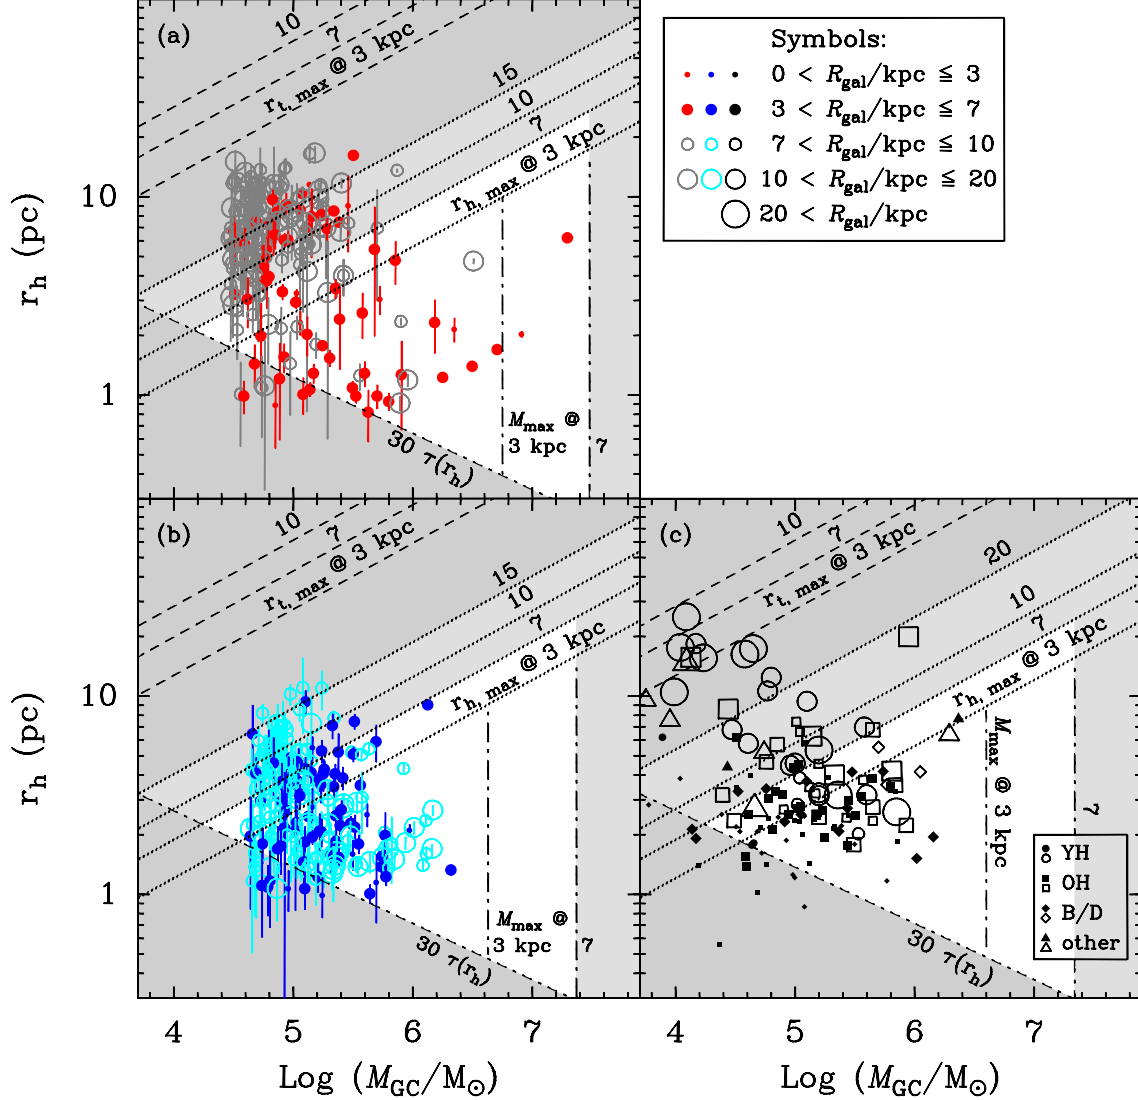 (a)
10
7
r_t, max @ 3 kpc
15
10
7
r_h, max @ 3 kpc
M_max @
3 kpc
7
30 τ(r_h)
10
1
r_h (pc)
Symbols:
0 < R_gal/kpc ≦ 3
3 < R_gal/kpc ≦ 7
7 < R_gal/kpc ≦ 10
10 < R_gal/kpc ≦ 20
20 < R_gal/kpc
(b)
10
7
r_t, max @ 3 kpc
15
10
7
r_h, max @ 3 kpc
M_max @
3 kpc
7
30 τ(r_h)
10
1
r_h (pc)
4 5 6 7
Log (M_GC/M_⊙)
(c)
10
7
r_t, max @ 3 kpc
20
10
7
r_h, max @ 3 kpc
M_max @ 3 kpc
7
30 τ(r_h)
YH
OH
B/D
other
4 5 6 7
Log (M_GC/M_⊙)